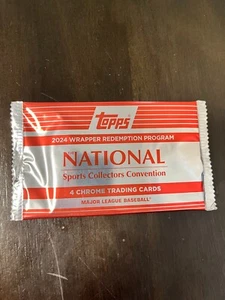 Topps
2024 WRAPPER REDEMPTION PROGRAM
NATIONAL
Sports Collectors Convention
4 CHROME TRADING CARDS
MAJOR LEAGUE BASEBALL